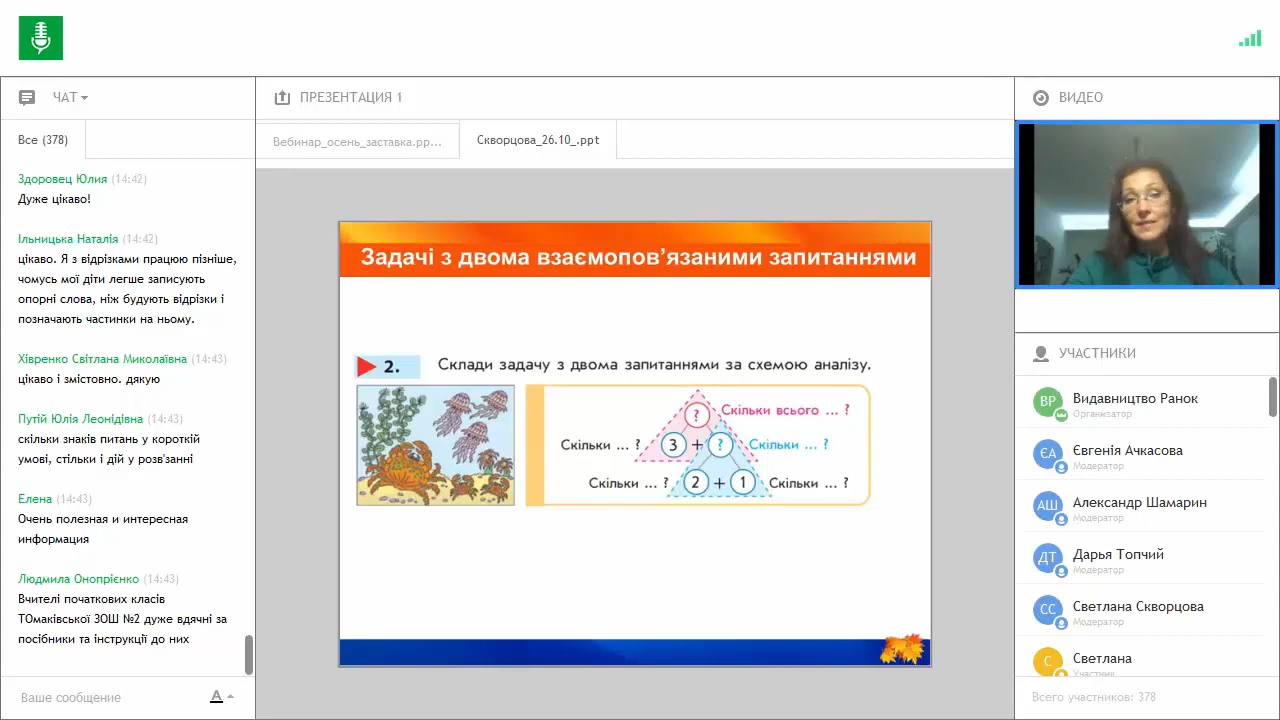 ЧАТ
ПРЕЗЕНТАЦИЯ 1
ВИДЕО
Все (378)
Вебинар_осень_заставка.pp...
Скворцова_26.10_.ppt
Здоровец Юлия (14:42)
Дуже цікаво!
Ільницька Наталія (14:42)
цікаво. Я з відрізками працюю пізніше,
чомусь мої діти легше записують
опорні слова, ніж будують відрізки і
позначають частинки на ньому.
Хівренко Світлана Миколаївна (14:43)
цікаво і змістовно. дякую
Путій Юлія Леонідівна (14:43)
скільки знаків питань у короткій
умові, стільки і дій у розв'занні
Елена (14:43)
Очень полезная и интересная
информация
Людмила Онопрієнко (14:43)
Вчителі початкових класів
ТОмаківської ЗОШ №2 дуже вдячні за
посібники та інструкції до них
Ваше сообщение
A
Задачі з двома взаємопов’язаними запитаннями
2. Склади задачу з двома запитаннями за схемою аналізу.
? Скільки всього ... ?
Скільки ... ? 3 + ? Скільки ... ?
Скільки ... ? 2 + 1 Скільки ... ?
УЧАСТНИКИ
ВР Видавництво Ранок
Организатор
ЄА Євгенія Ачкасова
Модератор
АШ Александр Шамарин
Модератор
ДТ Дарья Топчий
Модератор
СС Светлана Скворцова
Модератор
С Светлана
Участник
Всего участников: 378